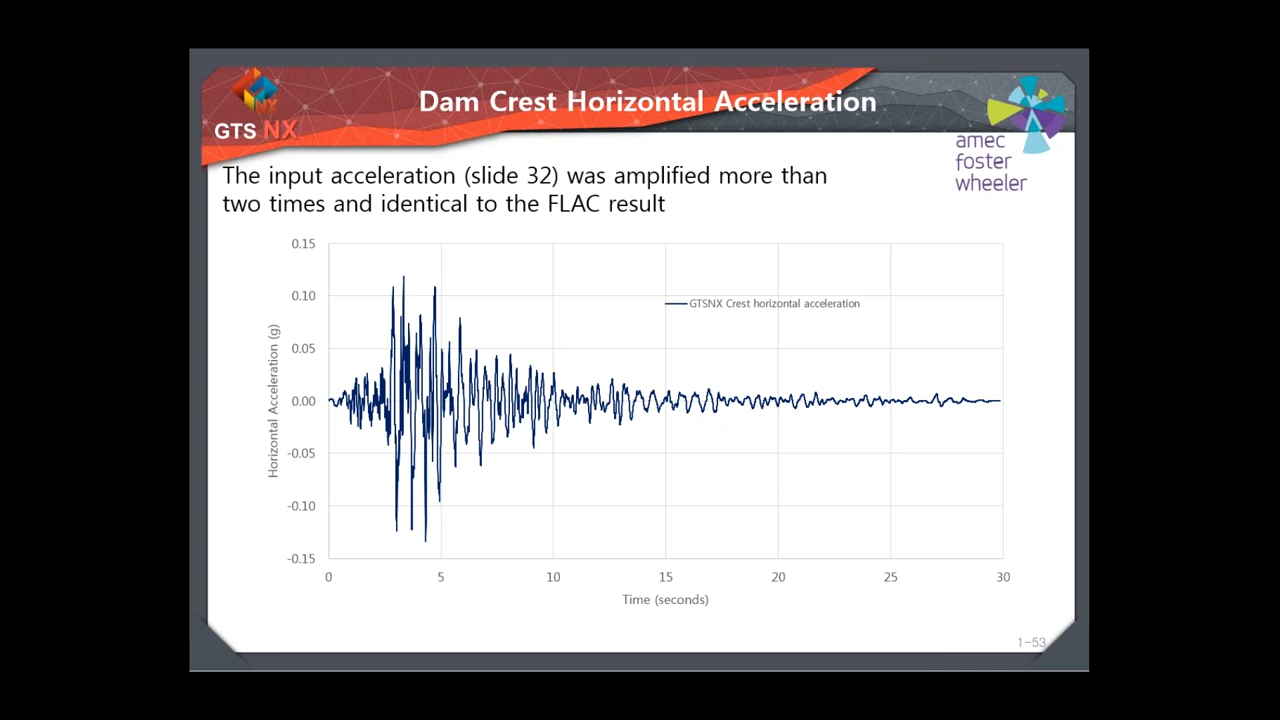 Dam Crest Horizontal Acceleration
NX
GTS NX
amec
foster
wheeler
The input acceleration (slide 32) was amplified more than
two times and identical to the FLAC result
0.15
0.10
0.05
0.00
-0.05
-0.10
-0.15
Horizontal Acceleration (g)
GTSNX Crest horizontal acceleration
0 5 10 15 20 25 30
Time (seconds)
1-53